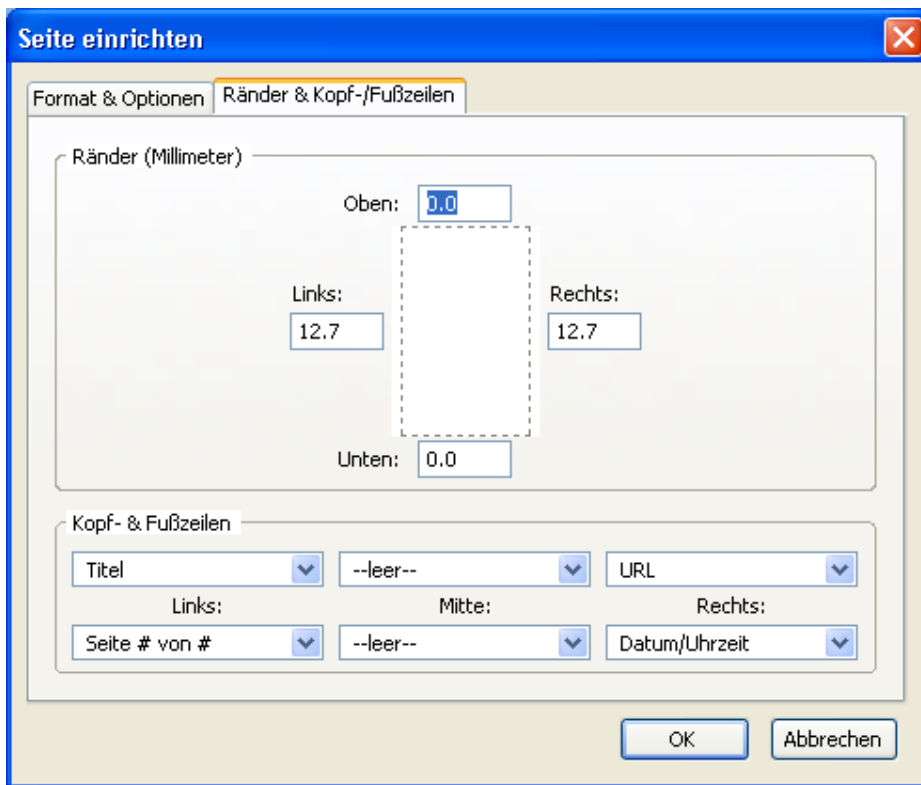 Seite einrichten
Format & Optionen Ränder & Kopf-/Fußzeilen
Ränder (Millimeter)
Oben: 0.0
Links: Rechts:
12.7 12.7
Unten: 0.0
Kopf- & Fußzeilen
Titel --leer-- URL
Links: Mitte: Rechts:
Seite # von # --leer-- Datum/Uhrzeit
OK Abbrechen